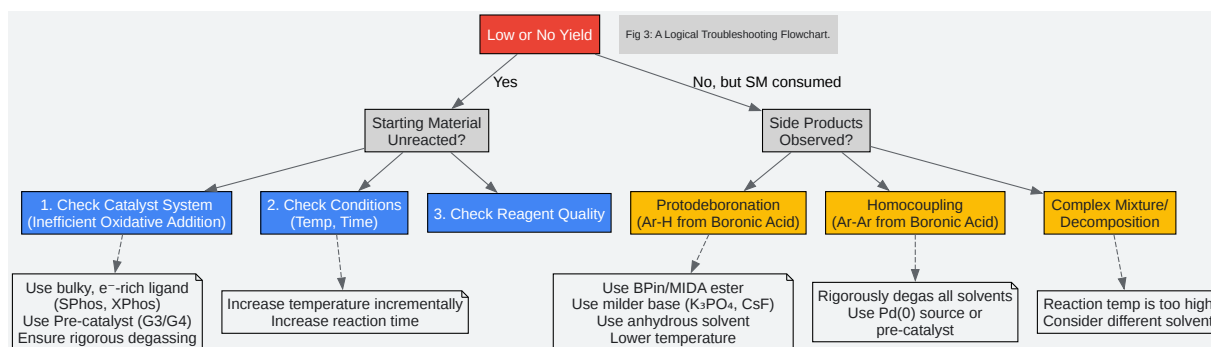 Low or No Yield
Fig 3: A Logical Troubleshooting Flowchart.
Yes
No, but SM consumed
Starting Material
Unreacted?
Side Products
Observed?
1. Check Catalyst System
(Inefficient Oxidative Addition)
2. Check Conditions
(Temp, Time)
3. Check Reagent Quality
Protodeboronation
(Ar-H from Boronic Acid)
Homocoupling
(Ar-Ar from Boronic Acid)
Complex Mixture/
Decomposition
Use bulky, e⁻-rich ligand
(SPhos, XPhos)
Use Pre-catalyst (G3/G4)
Ensure rigorous degassing
Increase temperature incrementally
Increase reaction time
Use BPin/MIDA ester
Use milder base (K₃PO₄, CsF)
Use anhydrous solvent
Lower temperature
Rigorously degas all solvents
Use Pd(0) source or
pre-catalyst
Reaction temp is too high
Consider different solvent